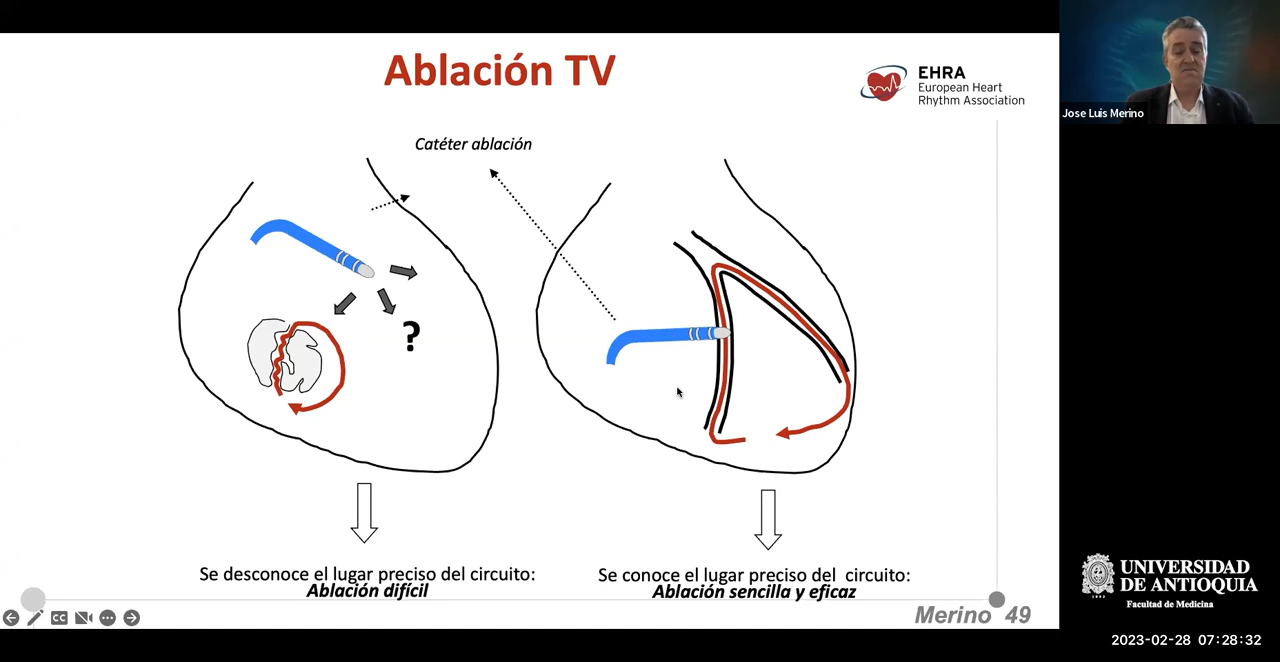 Ablación TV
EHRA
European Heart
Rhythm Association
Jose Luis Merino
Catéter ablación
?
Se desconoce el lugar preciso del circuito:
Ablación difícil
Se conoce el lugar preciso del circuito:
Ablación sencilla y eficaz
Merino 49
CC
UNIVERSIDAD
DE ANTIOQUIA
Facultad de Medicina
2023-02-28 07:28:32